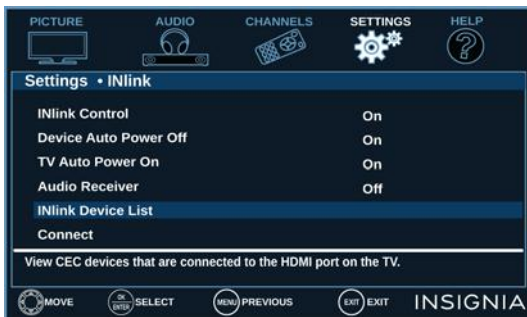 PICTURE AUDIO CHANNELS SETTINGS HELP
Settings • INlink
INlink Control On
Device Auto Power Off On
TV Auto Power On On
Audio Receiver Off
INlink Device List
Connect
View CEC devices that are connected to the HDMI port on the TV.
MOVE OK ENTER SELECT MENU PREVIOUS EXIT EXIT INSIGNIA